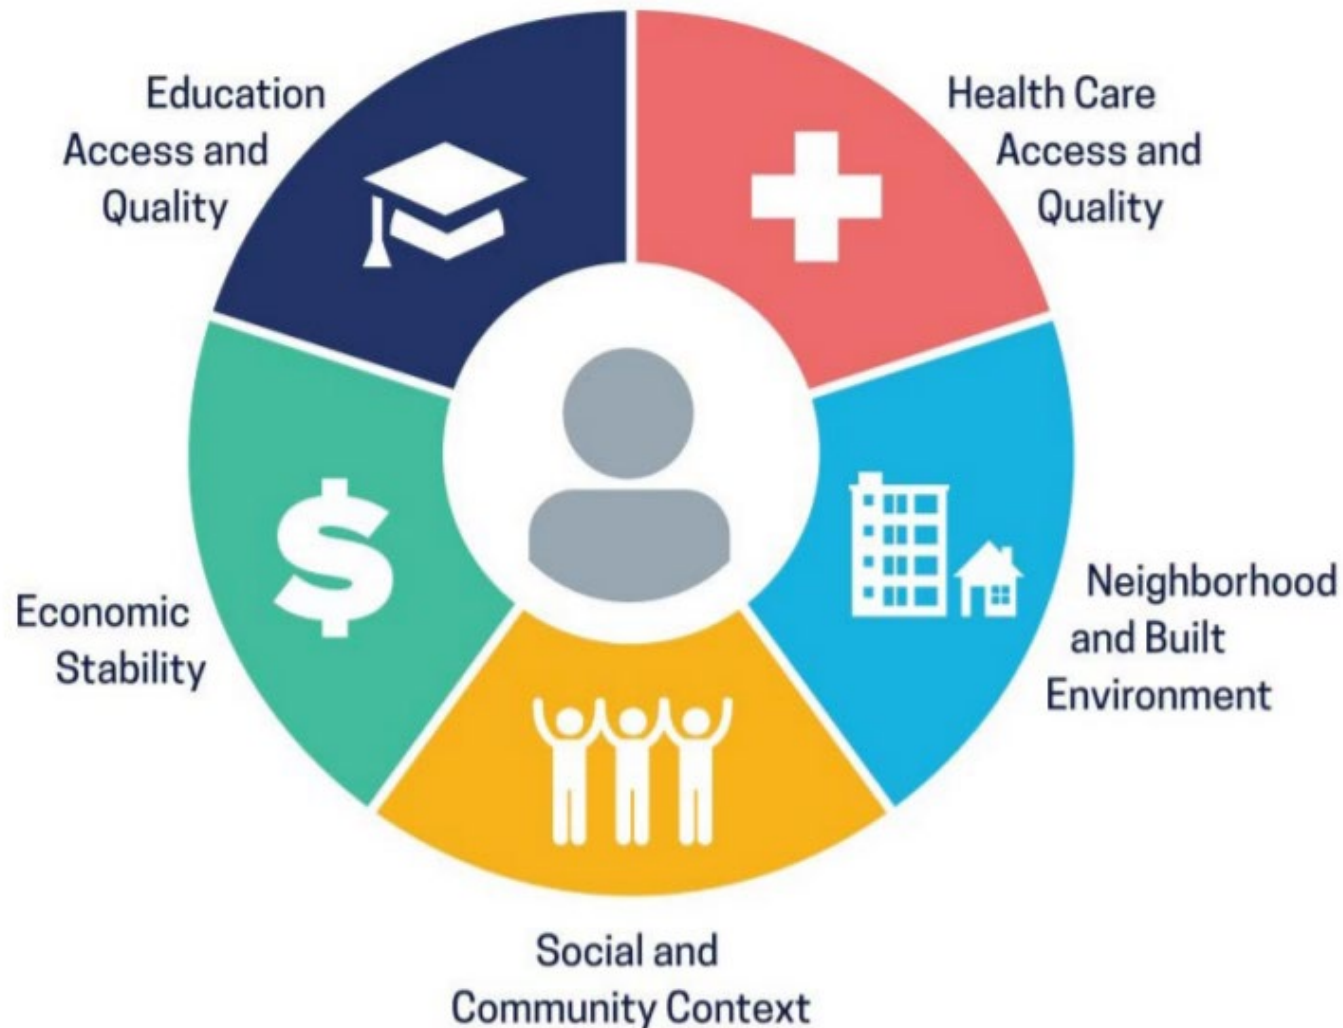 Education
Access and
Quality
Health Care
Access and
Quality
Economic
Stability
Neighborhood
and Built
Environment
Social and
Community Context